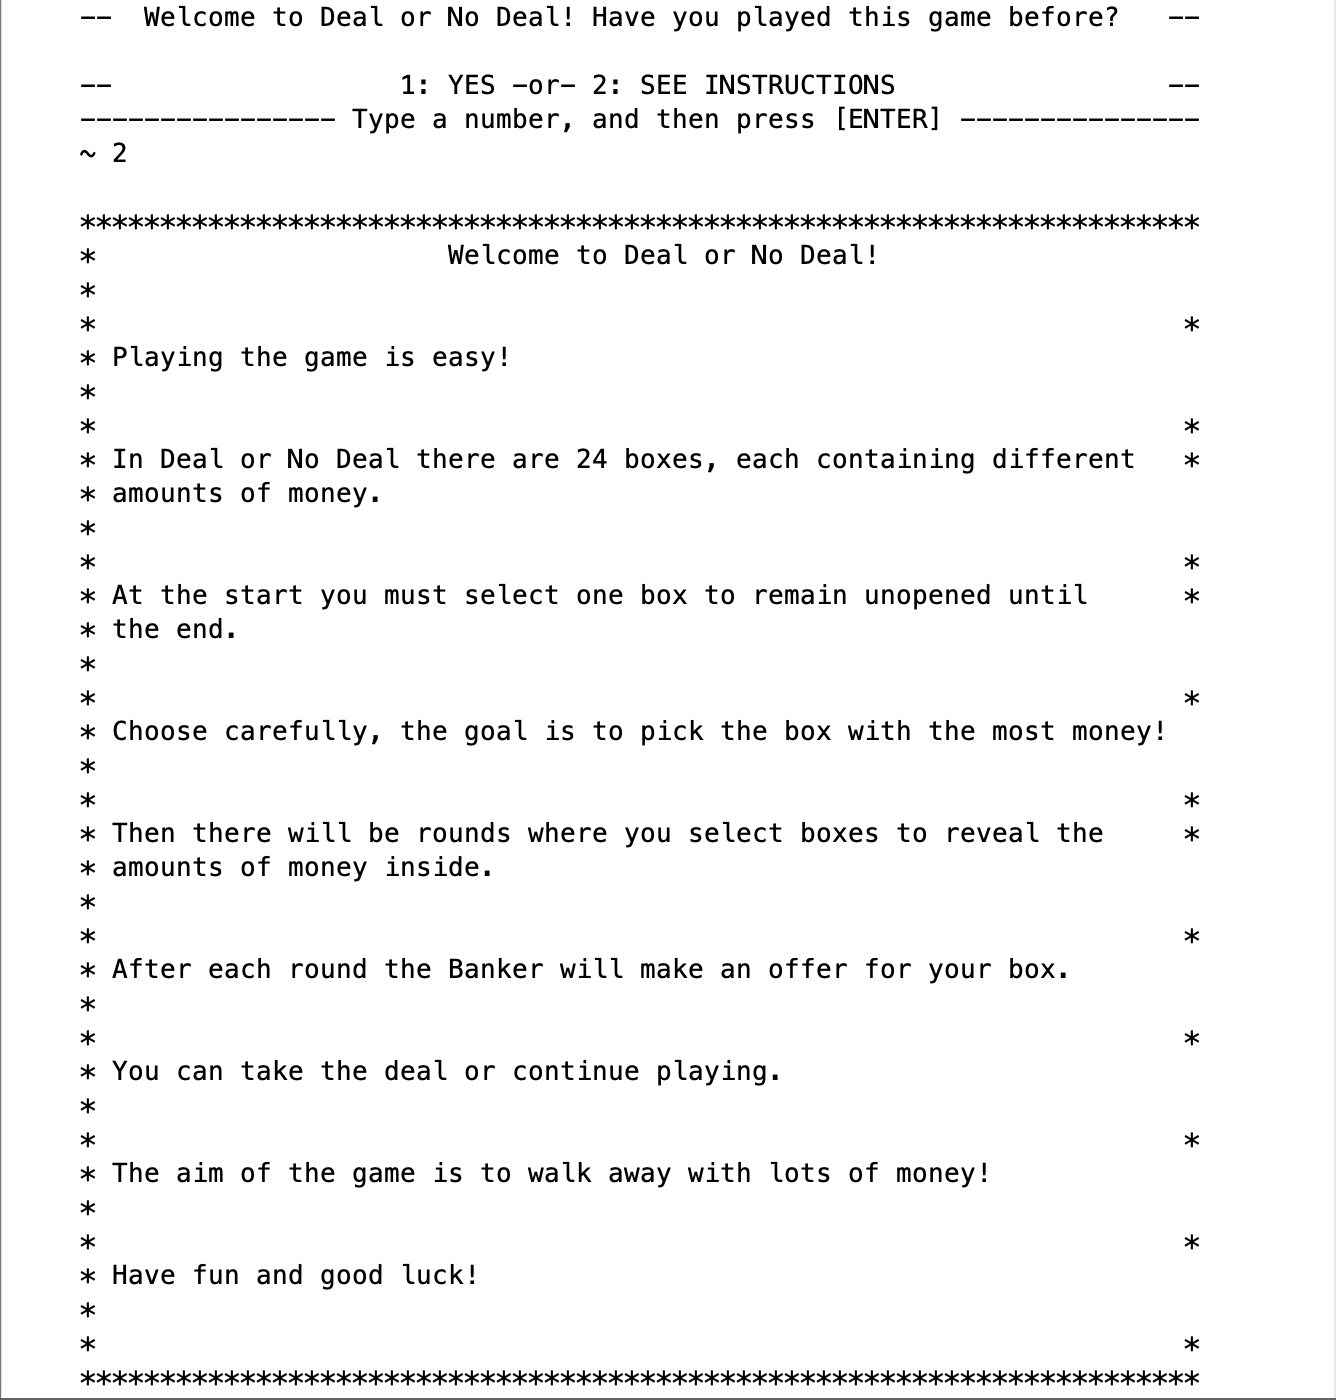 --  Welcome to Deal or No Deal! Have you played this game before?   --
--                  1: YES -or- 2: SEE INSTRUCTIONS                 --
---------------- Type a number, and then press [ENTER] ---------------
~ 2
**********************************************************************
*                      Welcome to Deal or No Deal!
*
*                                                                    *
* Playing the game is easy!
*
*                                                                    *
* In Deal or No Deal there are 24 boxes, each containing different   *
* amounts of money.
*
*                                                                    *
* At the start you must select one box to remain unopened until      *
* the end.
*
*                                                                    *
* Choose carefully, the goal is to pick the box with the most money!
*
*                                                                    *
* Then there will be rounds where you select boxes to reveal the     *
* amounts of money inside.
*
*                                                                    *
* After each round the Banker will make an offer for your box.
*
*                                                                    *
* You can take the deal or continue playing.
*
*                                                                    *
* The aim of the game is to walk away with lots of money!
*
*                                                                    *
* Have fun and good luck!
*
*                                                                    *
**********************************************************************